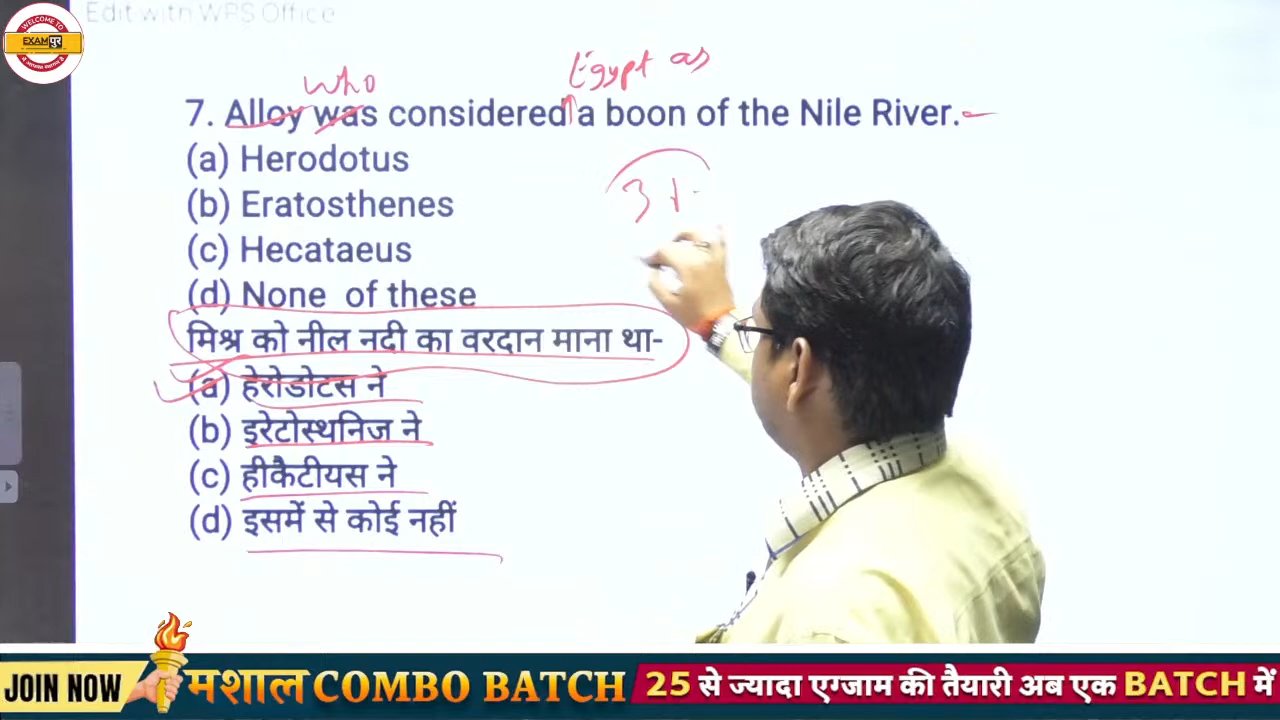 Edit with WPS Office
WELCOME TO
EXAMपुर
who
Egypt as
7. Alloy was considered a boon of the Nile River.
(a) Herodotus
(b) Eratosthenes
(c) Hecataeus
(d) None of these
मिश्र को नील नदी का वरदान माना था-
(a) हेरोडोटस ने
(b) इरेटोस्थनिज ने
(c) हीकैटीयस ने
(d) इसमें से कोई नहीं
JOIN NOW
मशाल COMBO BATCH
25 से ज्यादा एग्जाम की तैयारी अब एक BATCH में